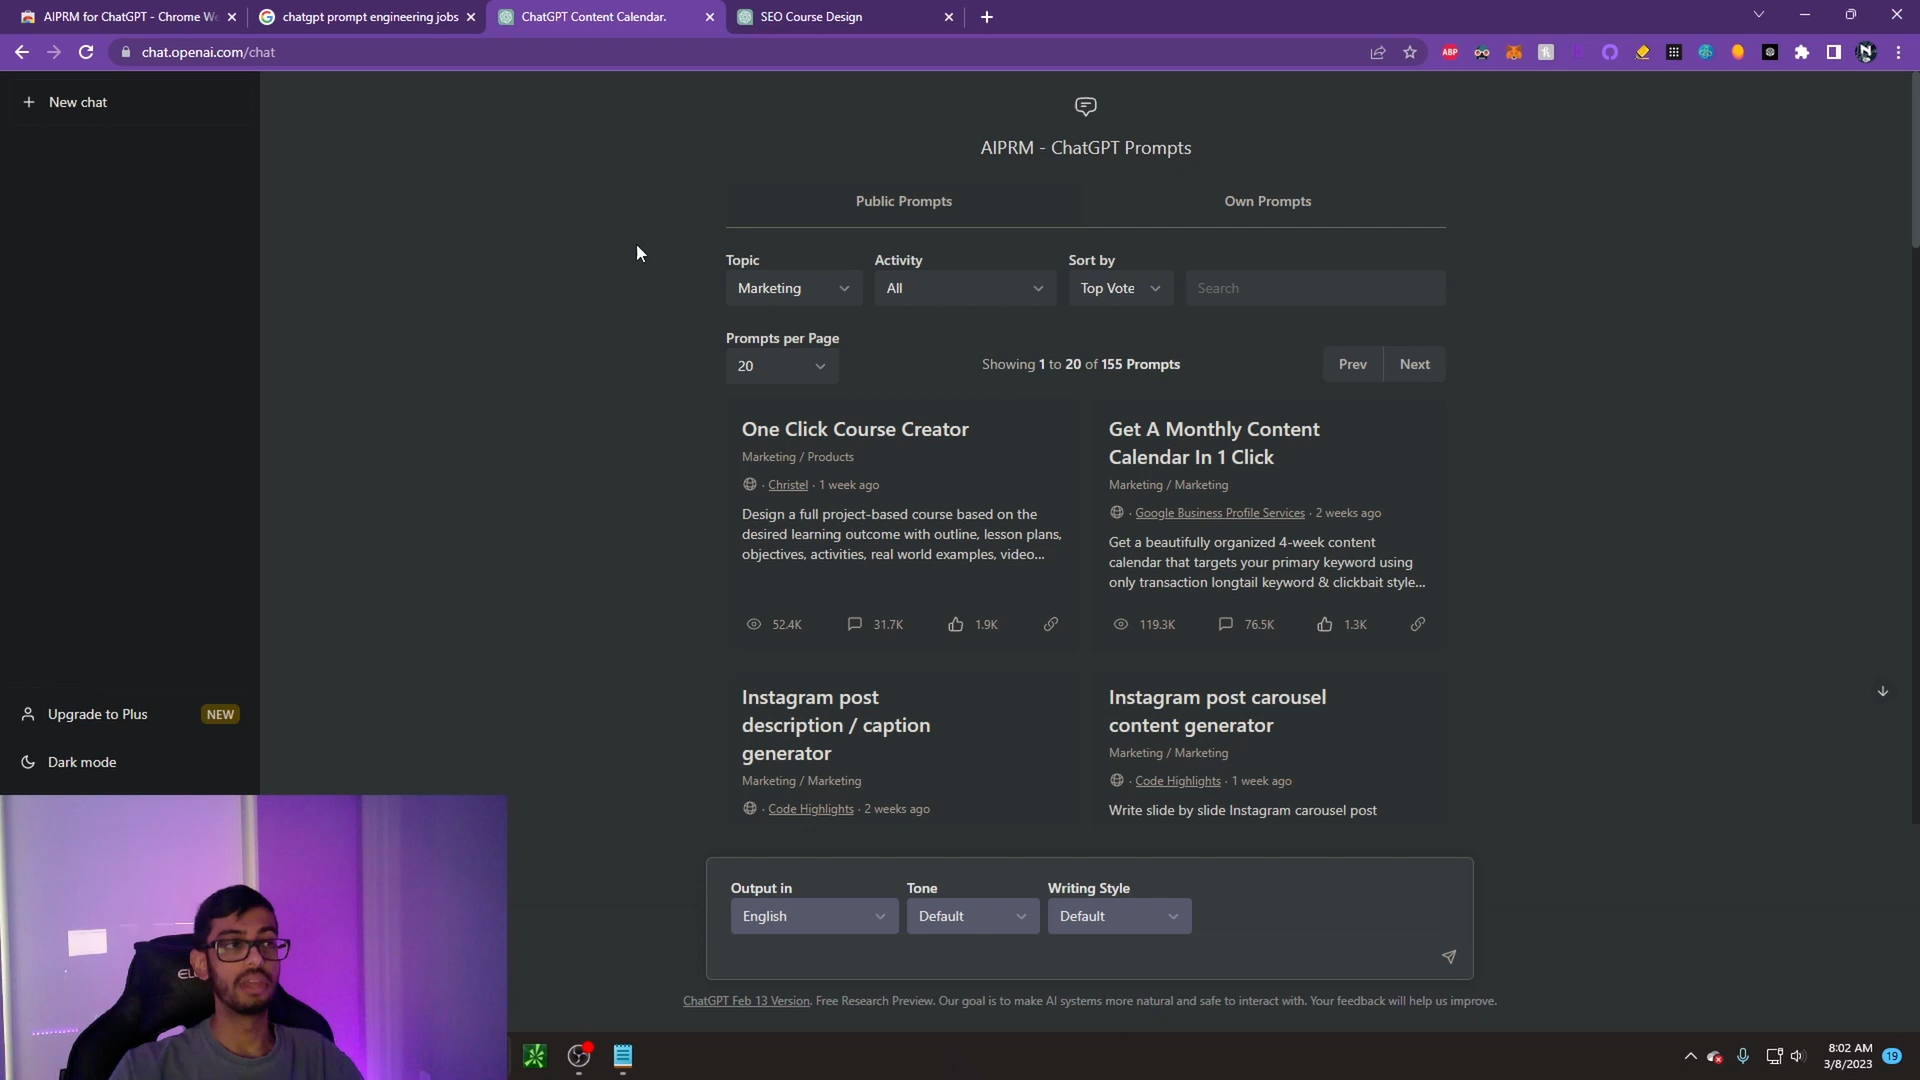 AIPRM for ChatGPT - Chrome We
chatgpt prompt engineering jobs
ChatGPT Content Calendar.
SEO Course Design
chat.openai.com/chat
ABP
New chat
AIPRM - ChatGPT Prompts
Public Prompts
Own Prompts
Topic
Activity
Sort by
Marketing
All
Top Vote
Search
Prompts per Page
20
Showing 1 to 20 of 155 Prompts
Prev
Next
One Click Course Creator
Marketing / Products
· Christel · 1 week ago
Design a full project-based course based on the
desired learning outcome with outline, lesson plans,
objectives, activities, real world examples, video...
52.4K
31.7K
1.9K
Get A Monthly Content
Calendar In 1 Click
Marketing / Marketing
· Google Business Profile Services · 2 weeks ago
Get a beautifully organized 4-week content
calendar that targets your primary keyword using
only transaction longtail keyword & clickbait style...
119.3K
76.5K
1.3K
Instagram post
description / caption
generator
Marketing / Marketing
· Code Highlights · 2 weeks ago
Instagram post carousel
content generator
Marketing / Marketing
· Code Highlights · 1 week ago
Write slide by slide Instagram carousel post
Upgrade to Plus
NEW
Dark mode
Output in
Tone
Writing Style
English
Default
Default
ChatGPT Feb 13 Version. Free Research Preview. Our goal is to make AI systems more natural and safe to interact with. Your feedback will help us improve.
8:02 AM
3/8/2023
19